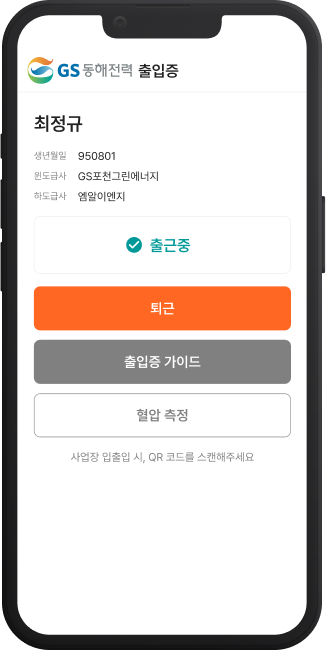 GS 동해전력 출입증
최정규
생년월일 950801
원도급사 GS포천그린에너지
하도급사 엠알이엔지
출근중
퇴근
출입증 가이드
혈압 측정
사업장 입출입 시, QR 코드를 스캔해주세요